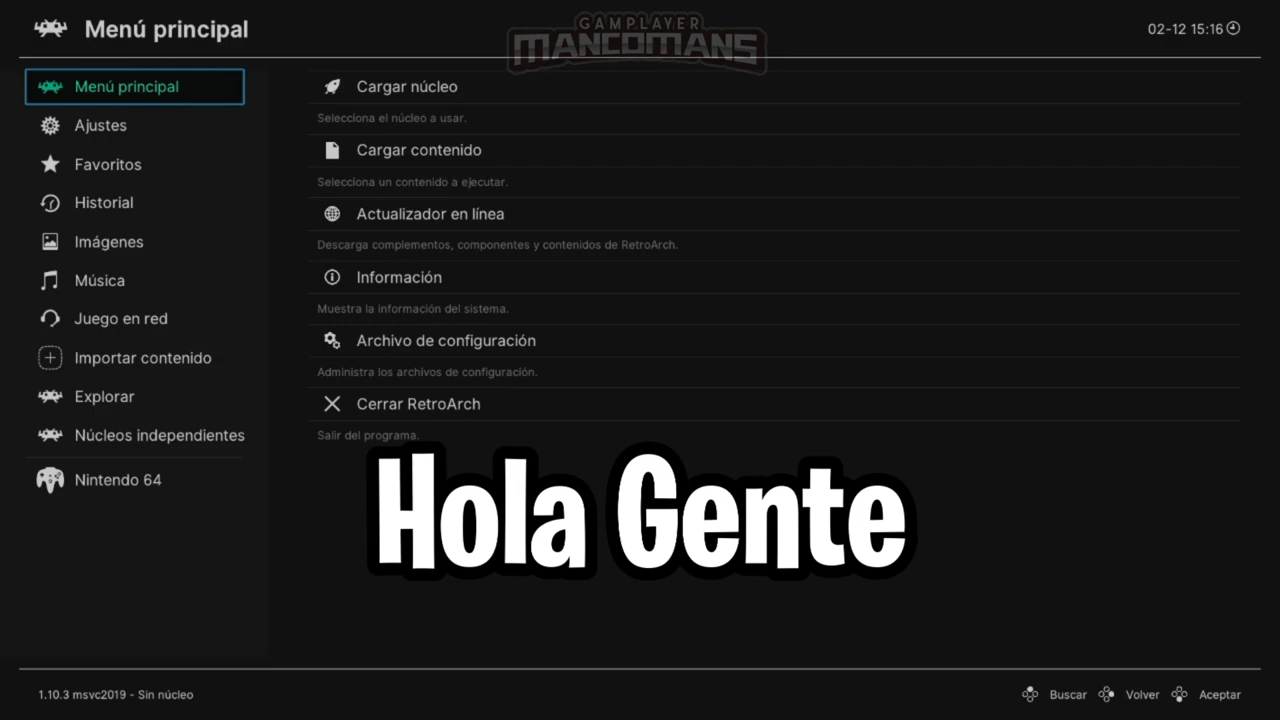 Menú principal
GAMPLAYER
MANCOMANS
02-12 15:16
Menú principal
Ajustes
Favoritos
Historial
Imágenes
Música
Juego en red
Importar contenido
Explorar
Núcleos independientes
Nintendo 64
Cargar núcleo
Selecciona el núcleo a usar.
Cargar contenido
Selecciona un contenido a ejecutar.
Actualizador en línea
Descarga complementos, componentes y contenidos de RetroArch.
Información
Muestra la información del sistema.
Archivo de configuración
Administra los archivos de configuración.
Cerrar RetroArch
Salir del programa.
Hola Gente
1.10.3 msvc2019 - Sin núcleo
Buscar
Volver
Aceptar